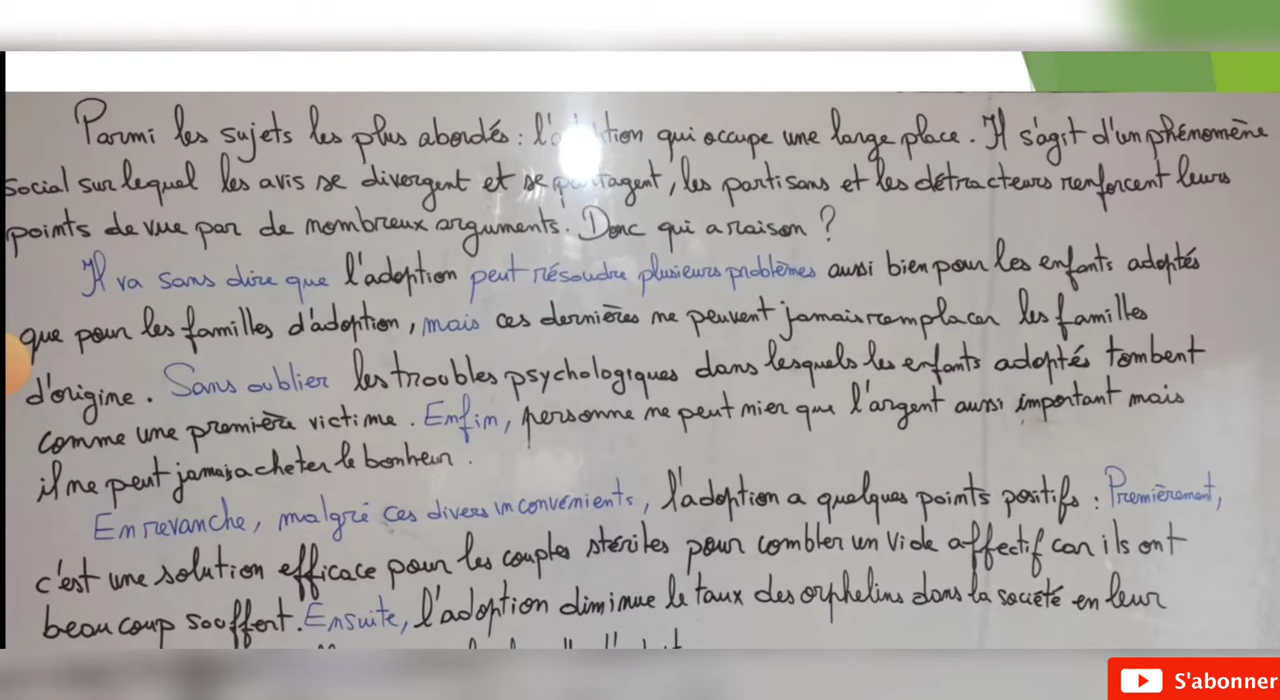 Parmi les sujets les plus abordés : l'adoption qui occupe une large place. Il s'agit d'un phénomène
social sur lequel les avis se divergent et se partagent, les partisans et les détracteurs renforcent leurs
points de vue par de nombreux arguments. Donc qui a raison ?
Il va sans dire que l'adoption peut résoudre plusieurs problèmes aussi bien pour les enfants adoptés
que pour les familles d'adoption, mais ces dernières ne peuvent jamais remplacer les familles
d'origine. Sans oublier les troubles psychologiques dans lesquels les enfants adoptés tombent
comme une première victime. Enfin, personne ne peut nier que l'argent aussi important mais
il ne peut jamais acheter le bonheur.
En revanche, malgré ces divers inconvénients, l'adoption a quelques points positifs : Premièrement,
c'est une solution efficace pour les couples stériles pour combler un vide affectif car ils ont
beaucoup souffert. Ensuite, l'adoption diminue le taux des orphelins dans la société en leur
S'abonner